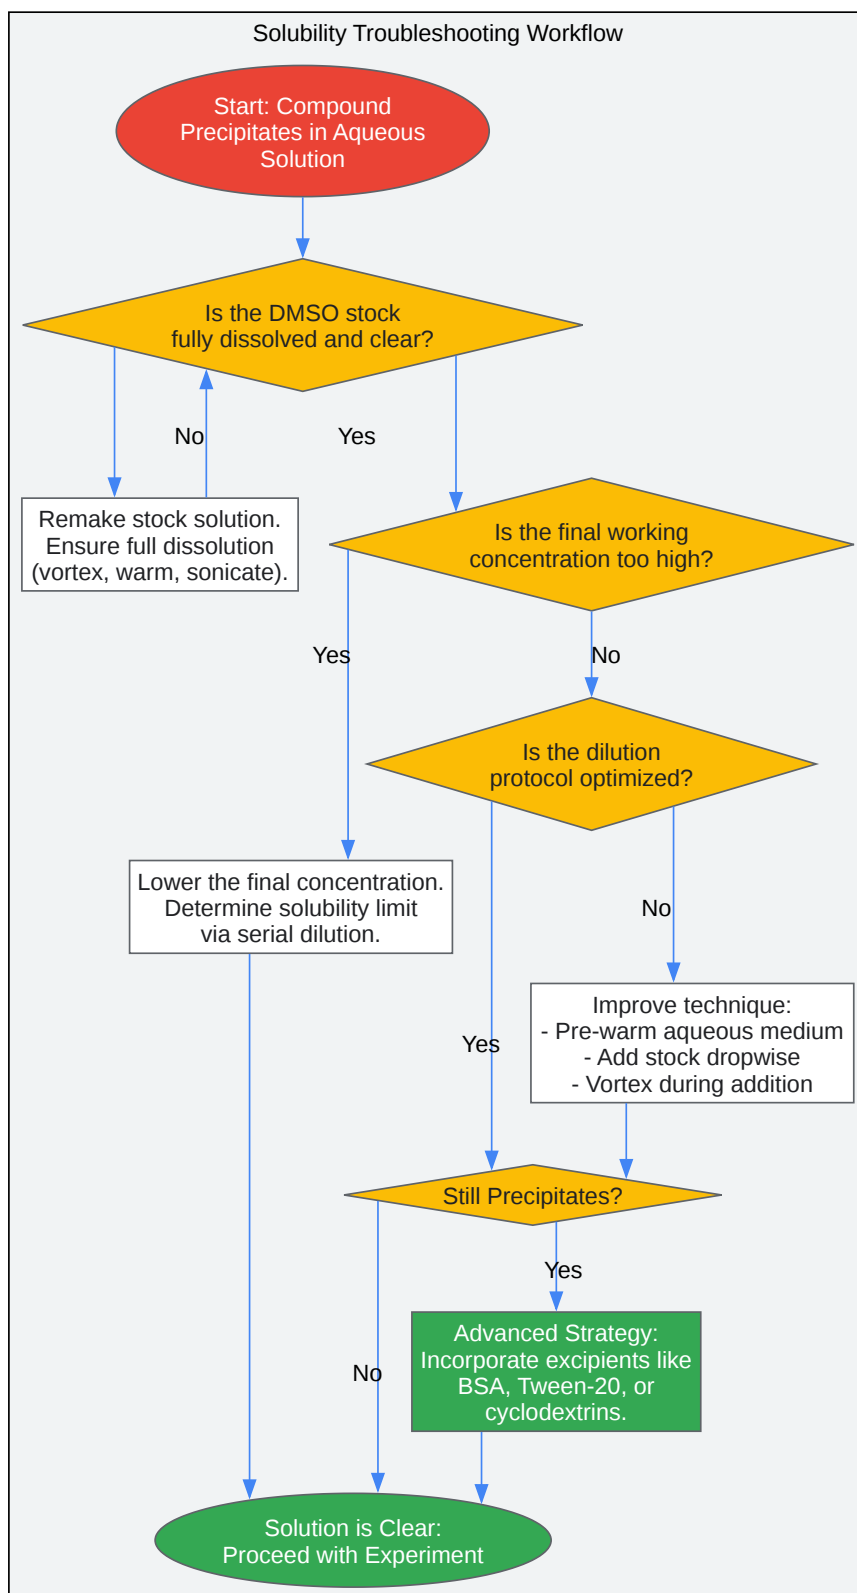 Solubility Troubleshooting Workflow
Start: Compound
Precipitates in Aqueous
Solution
Is the DMSO stock
fully dissolved and clear?
No
Yes
Remake stock solution.
Ensure full dissolution
(vortex, warm, sonicate).
Is the final working
concentration too high?
Yes
No
Is the dilution
protocol optimized?
Lower the final concentration.
Determine solubility limit
via serial dilution.
No
Improve technique:
- Pre-warm aqueous medium
- Add stock dropwise
- Vortex during addition
Yes
Still Precipitates?
Yes
Advanced Strategy:
Incorporate excipients like
BSA, Tween-20, or
cyclodextrins.
No
Solution is Clear:
Proceed with Experiment